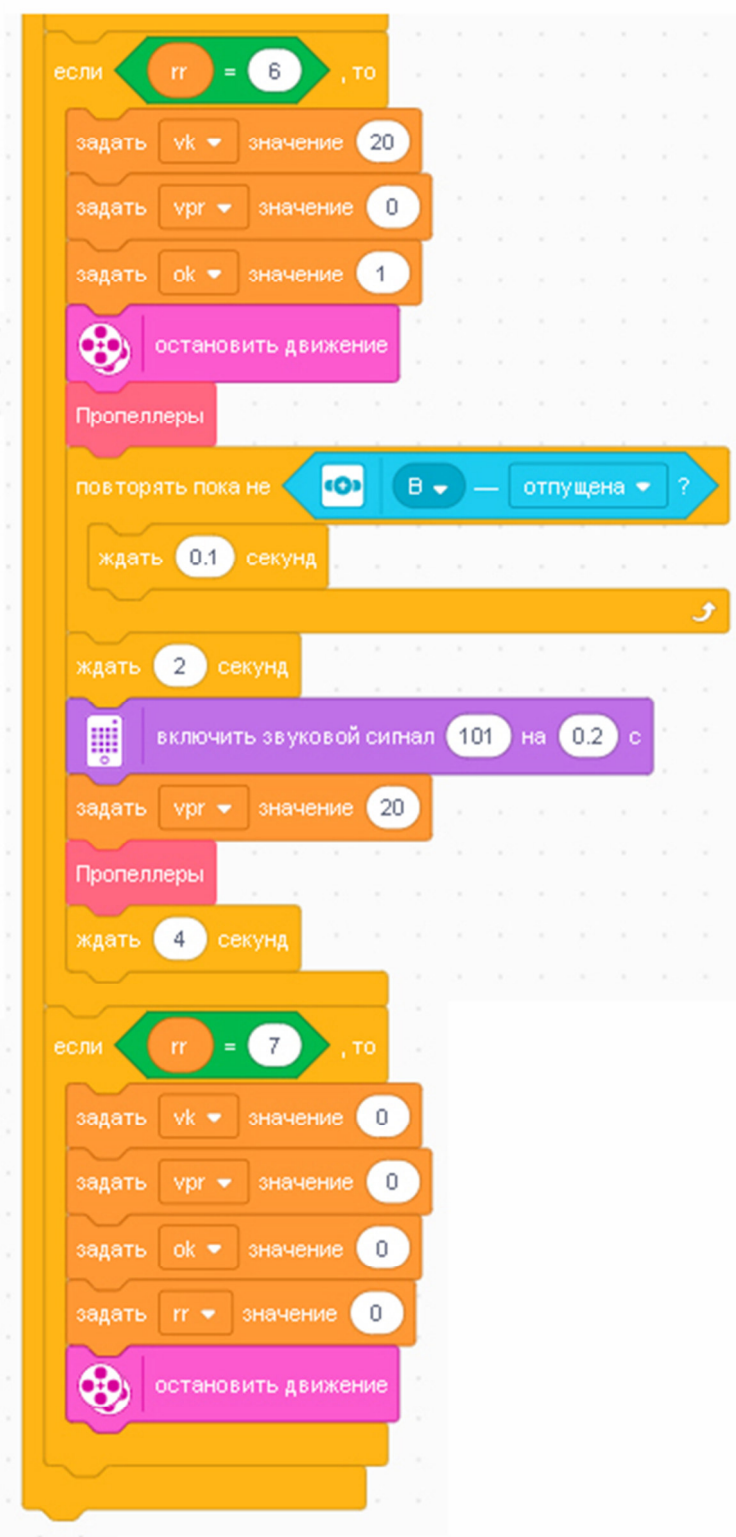 если rr = 6 , то
задать vk значение 20
задать vpr значение 0
задать ok значение 1
остановить движение
Пропеллеры
повторять пока не B — отпущена ?
ждать 0.1 секунд
ждать 2 секунд
включить звуковой сигнал 101 на 0.2 с
задать vpr значение 20
Пропеллеры
ждать 4 секунд
если rr = 7 , то
задать vk значение 0
задать vpr значение 0
задать ok значение 0
задать rr значение 0
остановить движение